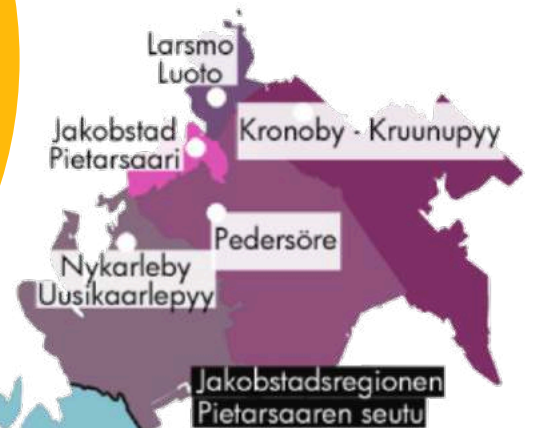 Larsmo
Luoto
Jakobstad
Pietarsaari
Kronoby - Kruunupyy
Pedersöre
Nykarleby
Uusikaarlepyy
Jakobstadsregionen
Pietarsaaren seutu